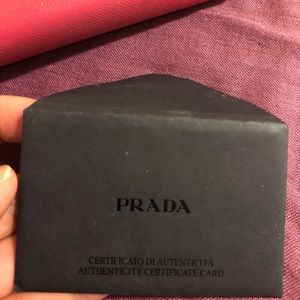 PRADA
CERTIFICATO DI AUTENTICITÀ
AUTHENTICITY CERTIFICATE CARD